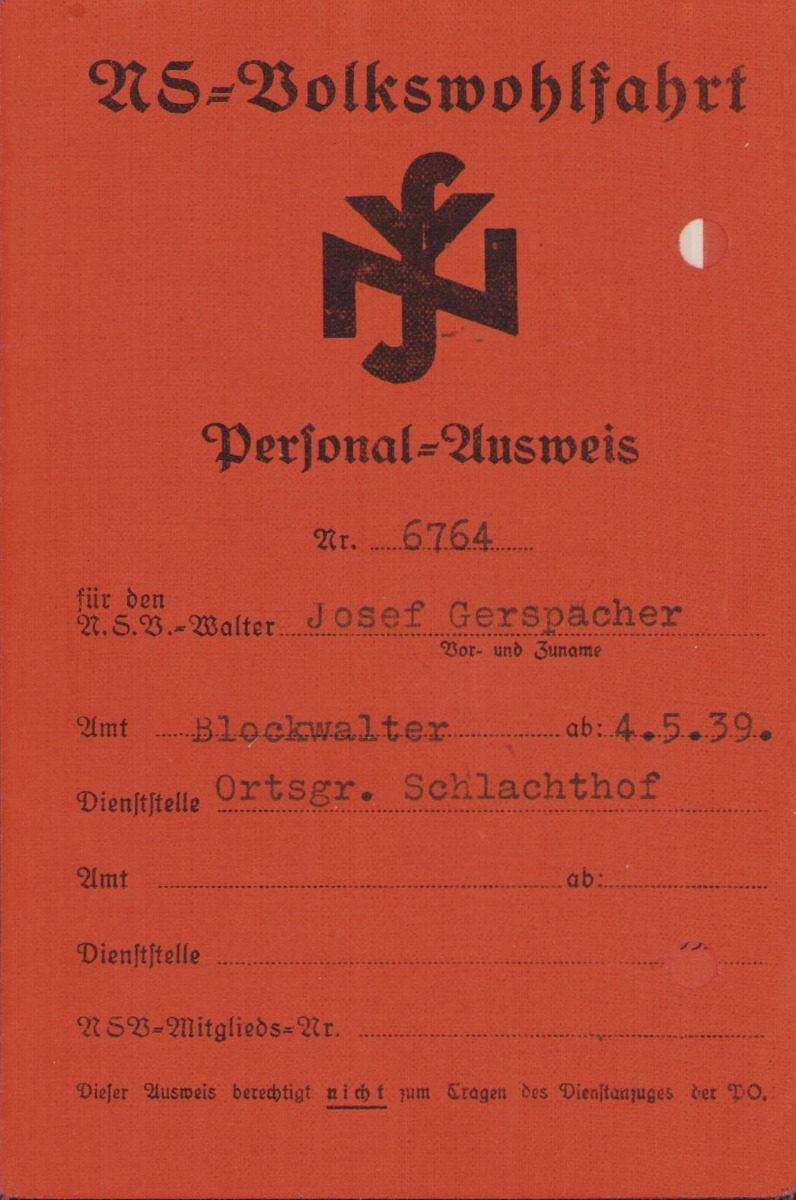 NS=Volkswohlfahrt
NSV
Personal=Ausweis
Nr. 6764
für den
N.S.V.=Walter Josef Gerspacher
Vor- und Zuname
Amt Blockwalter ab: 4.5.39.
Dienststelle Ortsgr. Schlachthof
Amt ab:
Dienststelle
NSV=Mitglieds=Nr.
Dieser Ausweis berechtigt nicht zum Tragen des Dienstanzuges der PO.